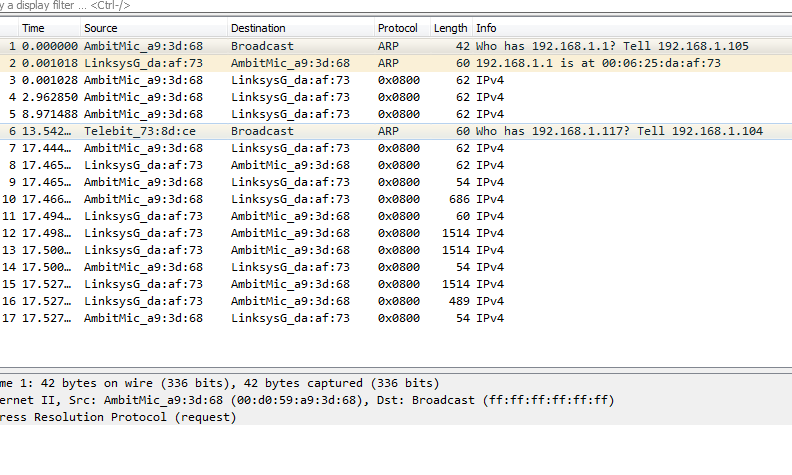 y a display filter ... <Ctrl-/>
Time Source Destination Protocol Length Info
1 0.000000 AmbitMic_a9:3d:68 Broadcast ARP 42 Who has 192.168.1.1? Tell 192.168.1.105
2 0.001018 LinksysG_da:af:73 AmbitMic_a9:3d:68 ARP 60 192.168.1.1 is at 00:06:25:da:af:73
3 0.001028 AmbitMic_a9:3d:68 LinksysG_da:af:73 0x0800 62 IPv4
4 2.962850 AmbitMic_a9:3d:68 LinksysG_da:af:73 0x0800 62 IPv4
5 8.971488 AmbitMic_a9:3d:68 LinksysG_da:af:73 0x0800 62 IPv4
6 13.542… Telebit_73:8d:ce Broadcast ARP 60 Who has 192.168.1.117? Tell 192.168.1.104
7 17.444… AmbitMic_a9:3d:68 LinksysG_da:af:73 0x0800 62 IPv4
8 17.465… LinksysG_da:af:73 AmbitMic_a9:3d:68 0x0800 62 IPv4
9 17.465… AmbitMic_a9:3d:68 LinksysG_da:af:73 0x0800 54 IPv4
10 17.466… AmbitMic_a9:3d:68 LinksysG_da:af:73 0x0800 686 IPv4
11 17.494… LinksysG_da:af:73 AmbitMic_a9:3d:68 0x0800 60 IPv4
12 17.498… LinksysG_da:af:73 AmbitMic_a9:3d:68 0x0800 1514 IPv4
13 17.500… LinksysG_da:af:73 AmbitMic_a9:3d:68 0x0800 1514 IPv4
14 17.500… AmbitMic_a9:3d:68 LinksysG_da:af:73 0x0800 54 IPv4
15 17.527… LinksysG_da:af:73 AmbitMic_a9:3d:68 0x0800 1514 IPv4
16 17.527… LinksysG_da:af:73 AmbitMic_a9:3d:68 0x0800 489 IPv4
17 17.527… AmbitMic_a9:3d:68 LinksysG_da:af:73 0x0800 54 IPv4
me 1: 42 bytes on wire (336 bits), 42 bytes captured (336 bits)
ernet II, Src: AmbitMic_a9:3d:68 (00:d0:59:a9:3d:68), Dst: Broadcast (ff:ff:ff:ff:ff:ff)
ress Resolution Protocol (request)